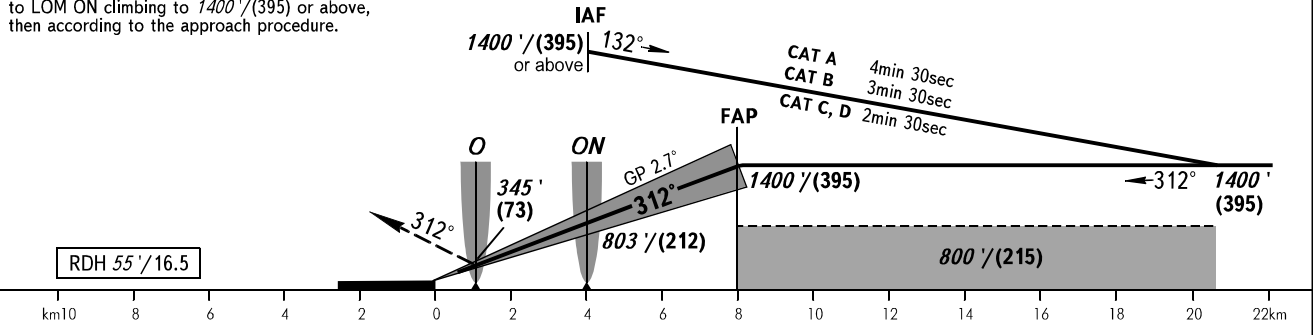 to LOM ON climbing to 1400 '/(395) or above,
then according to the approach procedure.
IAF
1400 '/(395)
or above
132°
CAT A 4min 30sec
CAT B 3min 30sec
CAT C, D 2min 30sec
FAP
O
ON
GP 2.7°
312°
345 '
(73)
803 '/(212)
1400 '/(395)
312°
1400 '
(395)
312°
800 '/(215)
RDH 55 '/16.5
km10 8 6 4 2 0 2 4 6 8 10 12 14 16 18 20 22km